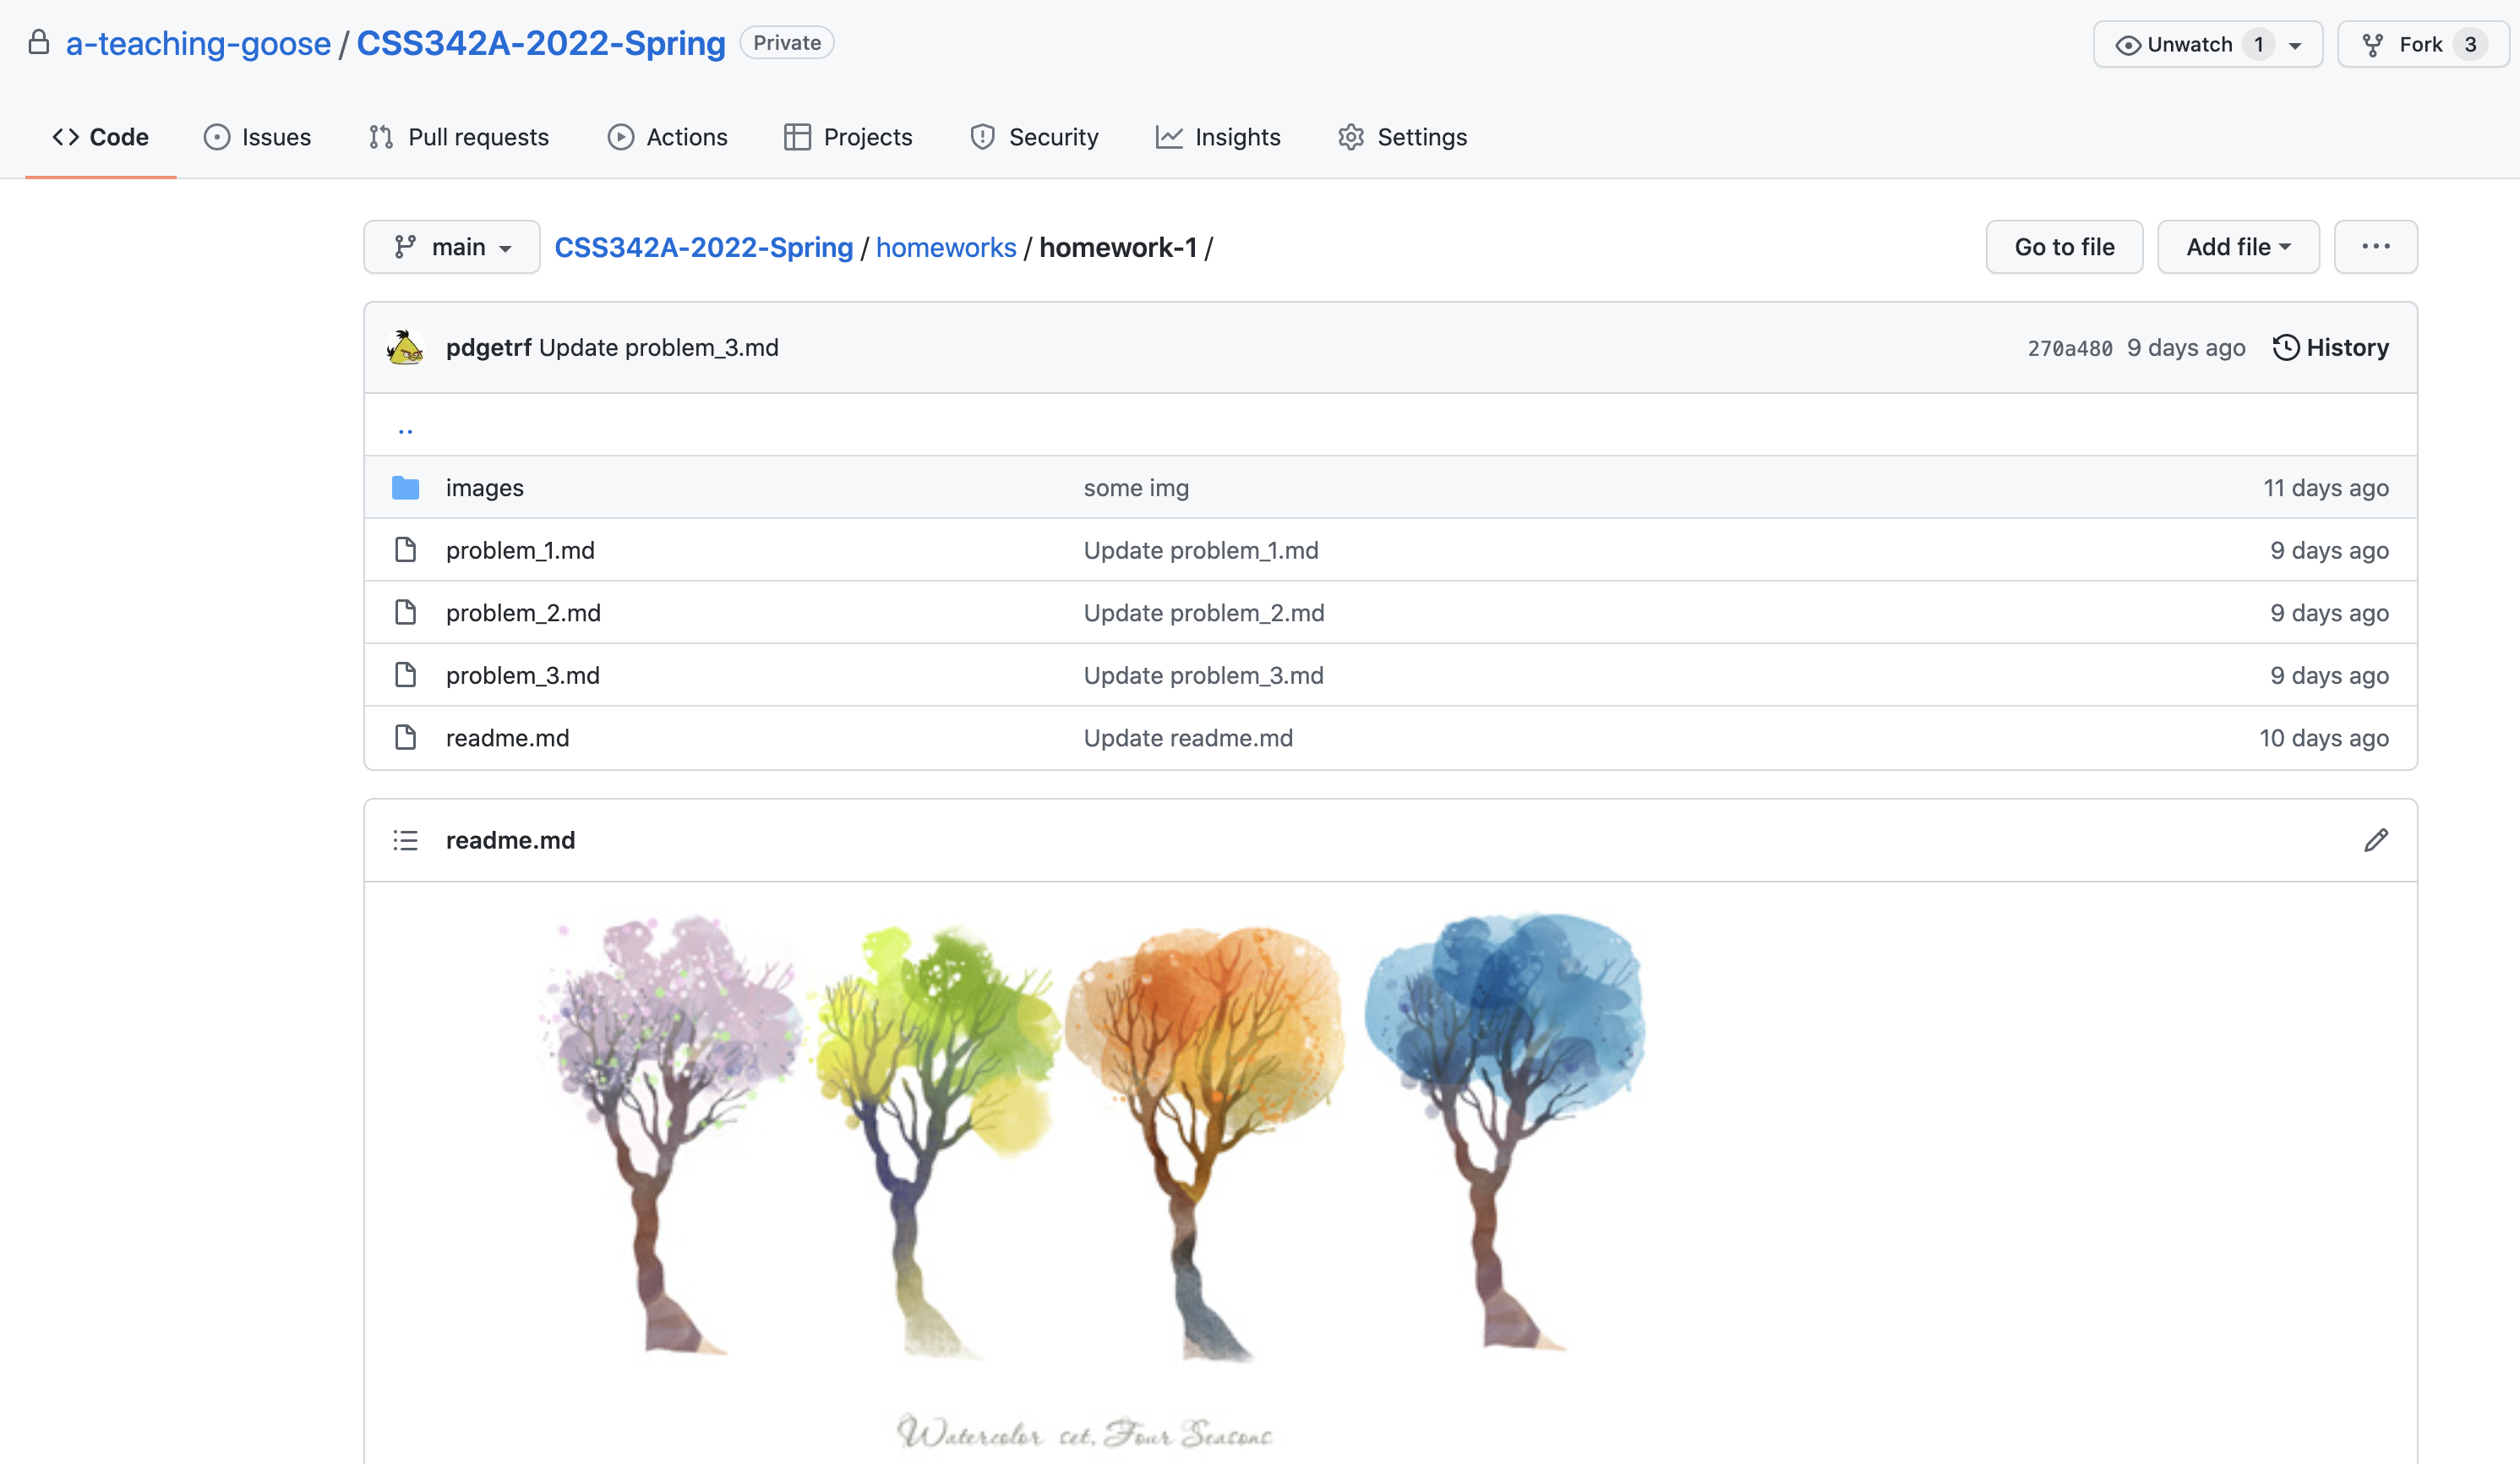 a-teaching-goose / CSS342A-2022-Spring Private Unwatch 1 Fork 3
Code Issues Pull requests Actions Projects Security Insights Settings
main CSS342A-2022-Spring / homeworks / homework-1 / Go to file Add file ...
pdgetrf Update problem_3.md 270a480 9 days ago History
..
images some img 11 days ago
problem_1.md Update problem_1.md 9 days ago
problem_2.md Update problem_2.md 9 days ago
problem_3.md Update problem_3.md 9 days ago
readme.md Update readme.md 10 days ago
readme.md
Watercolor set. Four Seasons